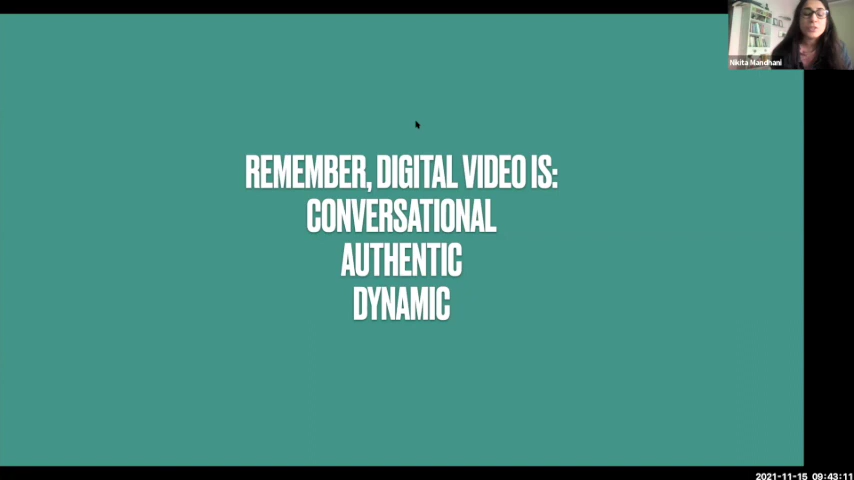 Nikita Mandhani
REMEMBER, DIGITAL VIDEO IS:
CONVERSATIONAL
AUTHENTIC
DYNAMIC
2021-11-15 09:43:11